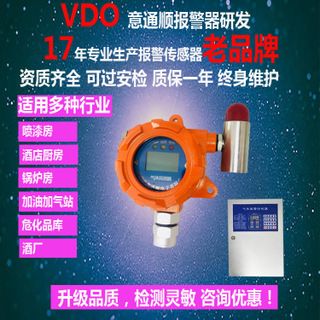 VDO 意通顺报警器研发
17年专业生产报警传感器老品牌
资质齐全 可过安检 质保一年 终身维护
适用多种行业
喷漆房
酒店厨房
锅炉房
加油加气站
危化品库
酒厂
升级品质，检测灵敏 咨询优惠！